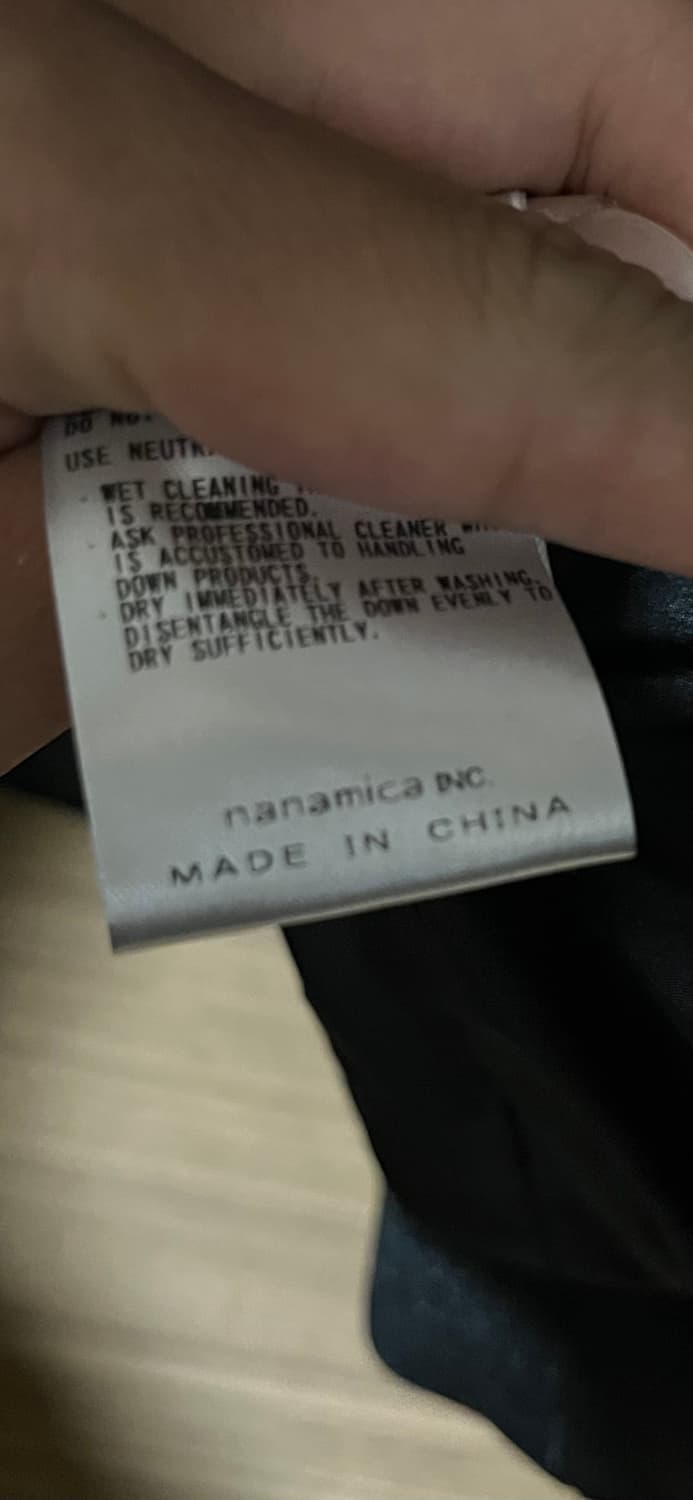 DO
USE
WET CLEANING
IS RECOMMENDED.
ASK PROFESSIONAL CLEANER
IS ACCUSTOMED TO HANDLING
DOWN PRODUCTS.
DRY IMMEDIATELY AFTER WASHING.
DISENTANGLE THE DOWN EVENLY TO
DRY SUFFICIENTLY.
nanamica INC.
MADE IN CHINA